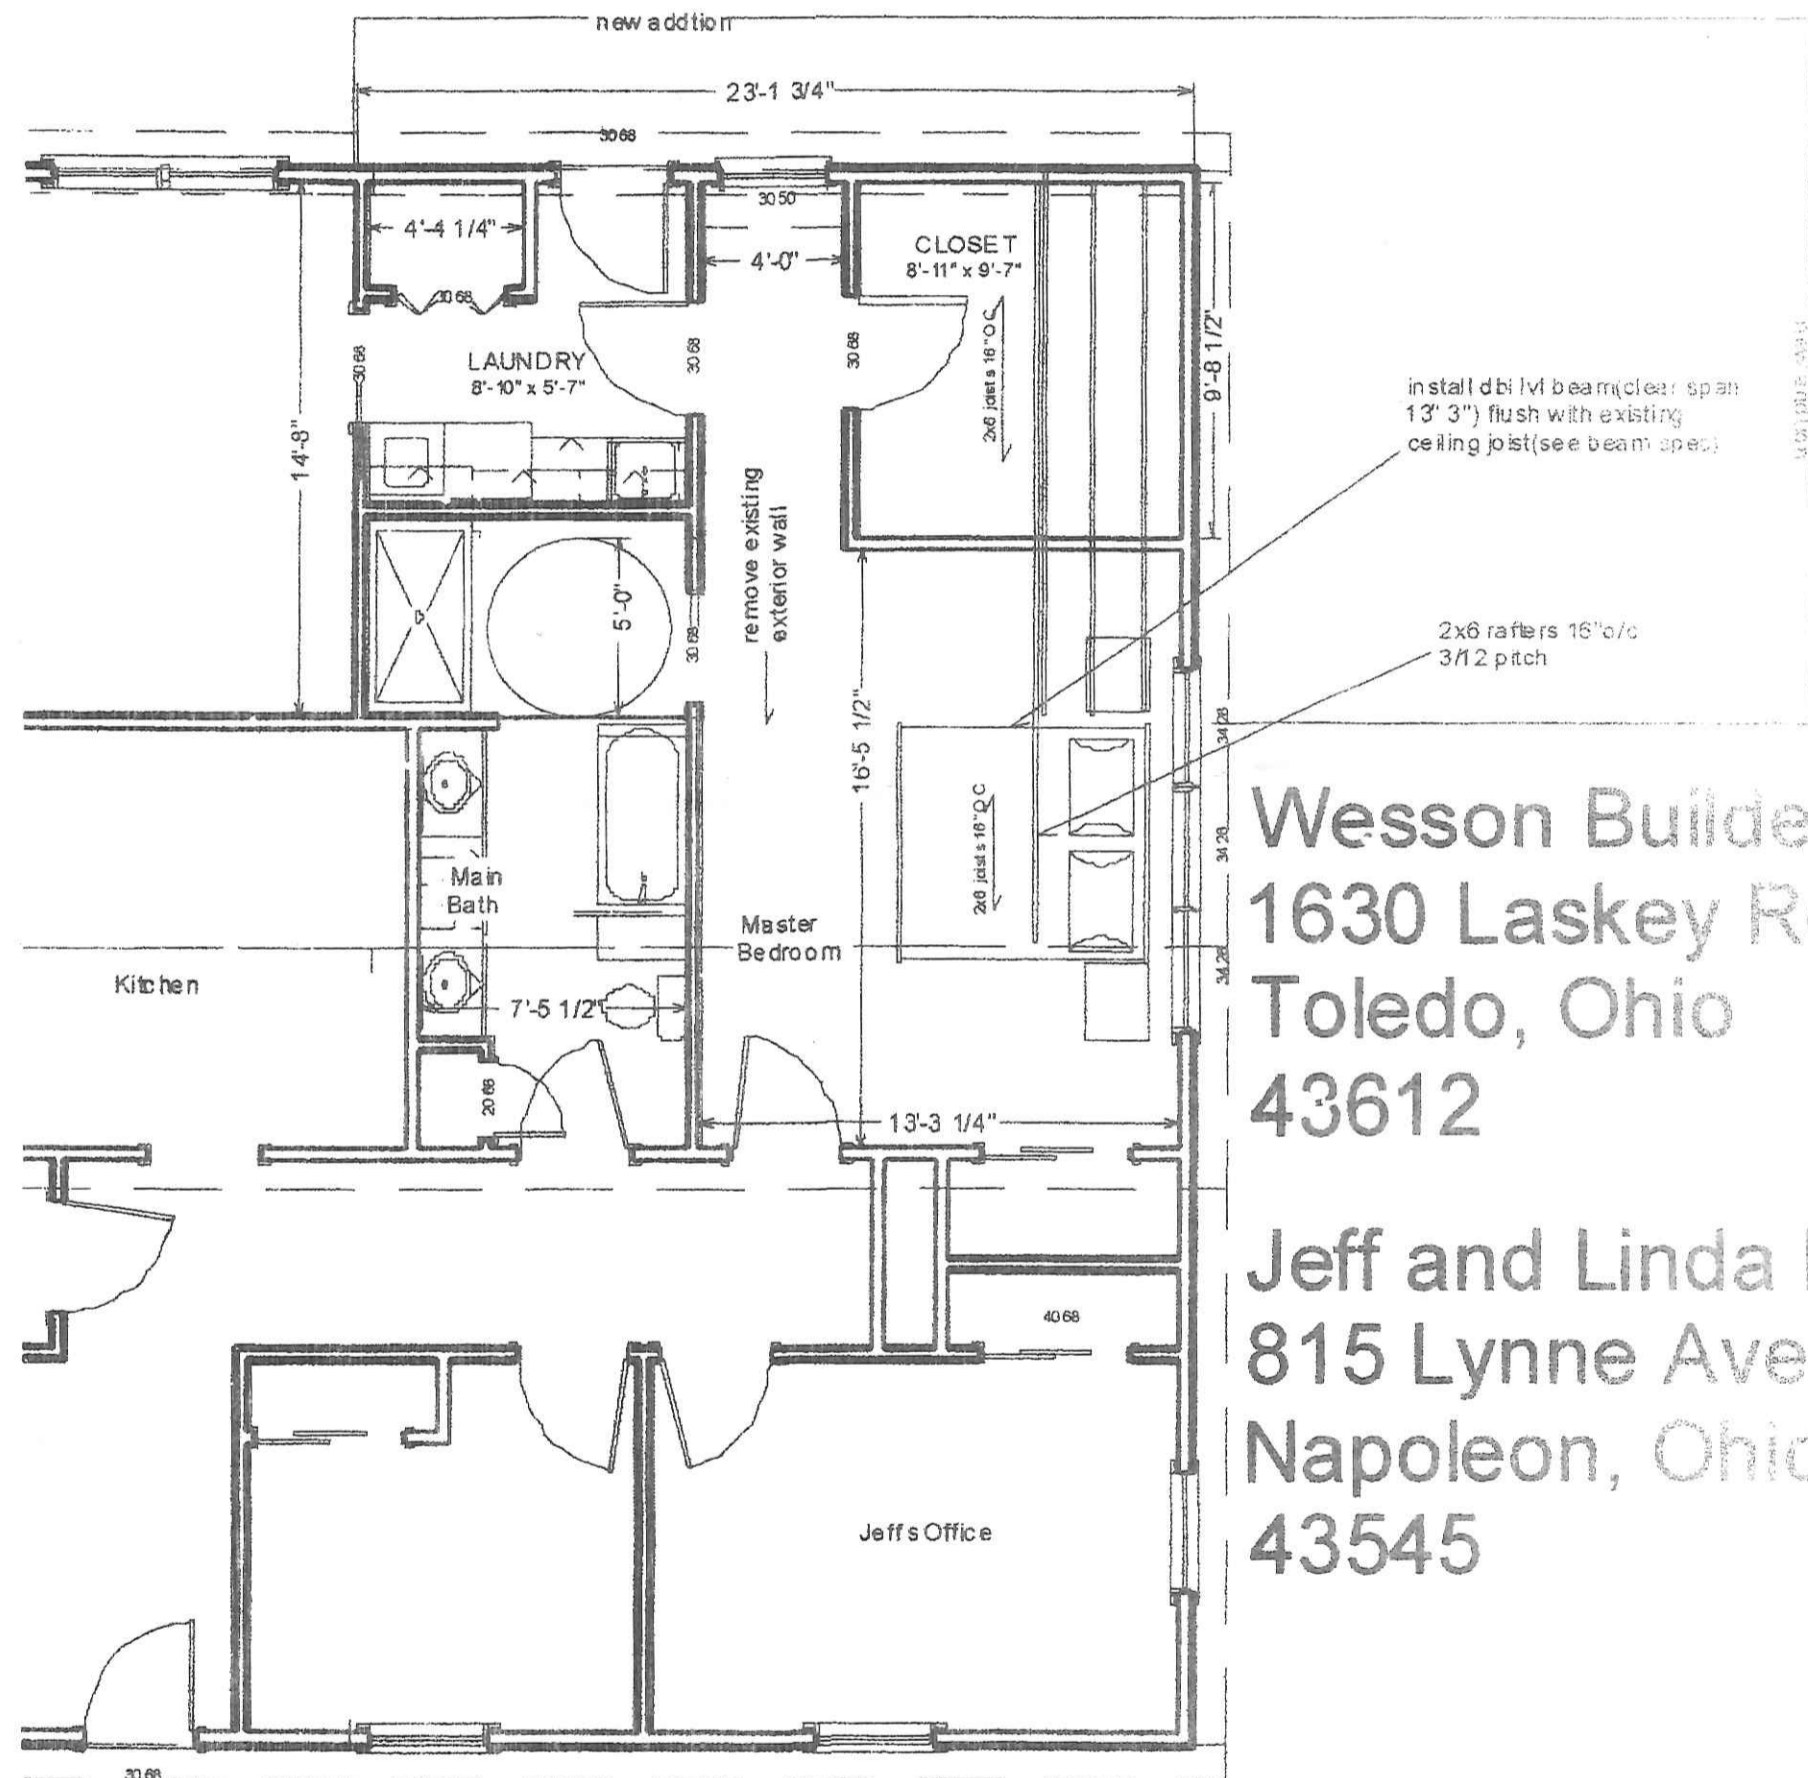 new addtion
23'-1 3/4"
3068
3050
4'-4 1/4"
4'-0"
CLOSET
8'-11" x 9'-7"
3068
LAUNDRY
8'-10" x 5'-7"
3068
3068
3068
2x6 joists 16"OC
9'-8 1/2"
14'-8"
install dbl lvl beam(clear span
13' 3") flush with existing
ceiling joist(see beam spec)
remove existing
exterior wall
5'-0"
3068
2x6 rafters 16"o/c
3/12 pitch
16'-5 1/2"
3428
3428
3428
2x6 joists 16"OC
Main
Bath
Master
Bedroom
Kitchen
7'-5 1/2"
2068
13'-3 1/4"
4068
Jeffs Office
3068
Wesson Builde
1630 Laskey R
Toledo, Ohio
43612
Jeff and Linda
815 Lynne Ave
Napoleon, Ohio
43545